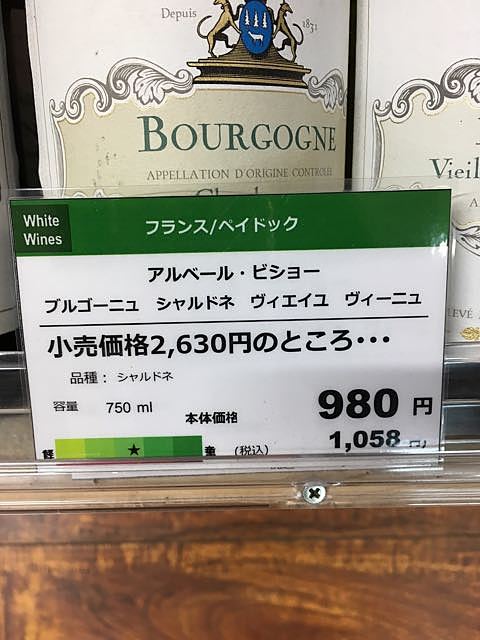 Depuis
1831
BOURGOGNE
APPELLATION D'ORIGINE CONTRÔLÉE
Vieil
White
Wines
フランス/ペイドック
アルベール・ビショー
ブルゴーニュ シャルドネ ヴィエイユ ヴィーニュ
小売価格2,630円のところ･･･
品種： シャルドネ
容量 750 ml
本体価格
980 円
軽 ★ 重 (税込) 1,058 円